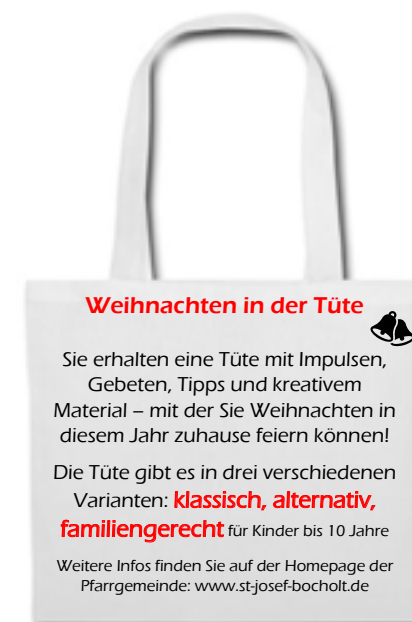 Weihnachten in der Tüte
Sie erhalten eine Tüte mit Impulsen,
Gebeten, Tipps und kreativem
Material – mit der Sie Weihnachten in
diesem Jahr zuhause feiern können!
Die Tüte gibt es in drei verschiedenen
Varianten: klassisch, alternativ,
familiengerecht für Kinder bis 10 Jahre
Weitere Infos finden Sie auf der Homepage der
Pfarrgemeinde: www.st-josef-bocholt.de